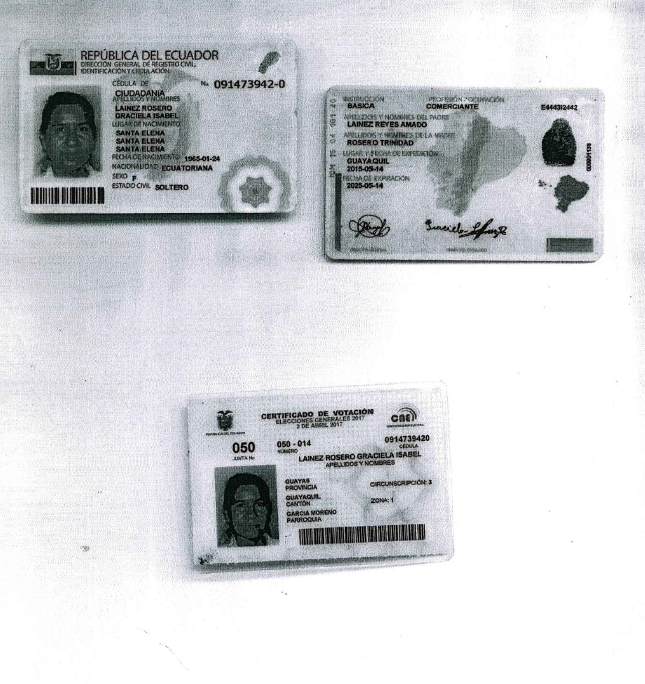 REPÚBLICA DEL ECUADOR
DIRECCIÓN GENERAL DE REGISTRO CIVIL,
IDENTIFICACIÓN Y CEDULACIÓN
CÉDULA DE
No. 091473942-0
CIUDADANÍA
APELLIDOS Y NOMBRES
LAINEZ ROSERO
GRACIELA ISABEL
LUGAR DE NACIMIENTO
SANTA ELENA
SANTA ELENA
SANTA ELENA
FECHA DE NACIMIENTO 1965-01-24
NACIONALIDAD ECUATORIANA
SEXO F
ESTADO CIVIL SOLTERO
INSTRUCCIÓN
BASICA
PROFESIÓN / OCUPACIÓN
COMERCIANTE
APELLIDOS Y NOMBRES DEL PADRE
LAINEZ REYES AMADO
APELLIDOS Y NOMBRES DE LA MADRE
ROSERO TRINIDAD
LUGAR Y FECHA DE EXPEDICIÓN
GUAYAQUIL
2015-05-14
FECHA DE EXPIRACIÓN
2025-05-14
CERTIFICADO DE VOTACIÓN
ELECCIONES GENERALES 2017
2 DE ABRIL 2017
CNE
050
JUNTA No
050 - 014
NÚMERO
0914739420
CÉDULA
LAINEZ ROSERO GRACIELA ISABEL
APELLIDOS Y NOMBRES
GUAYAS
PROVINCIA
CIRCUNSCRIPCIÓN: 3
GUAYAQUIL
CANTÓN
ZONA: 1
GARCIA MORENO
PARROQUIA